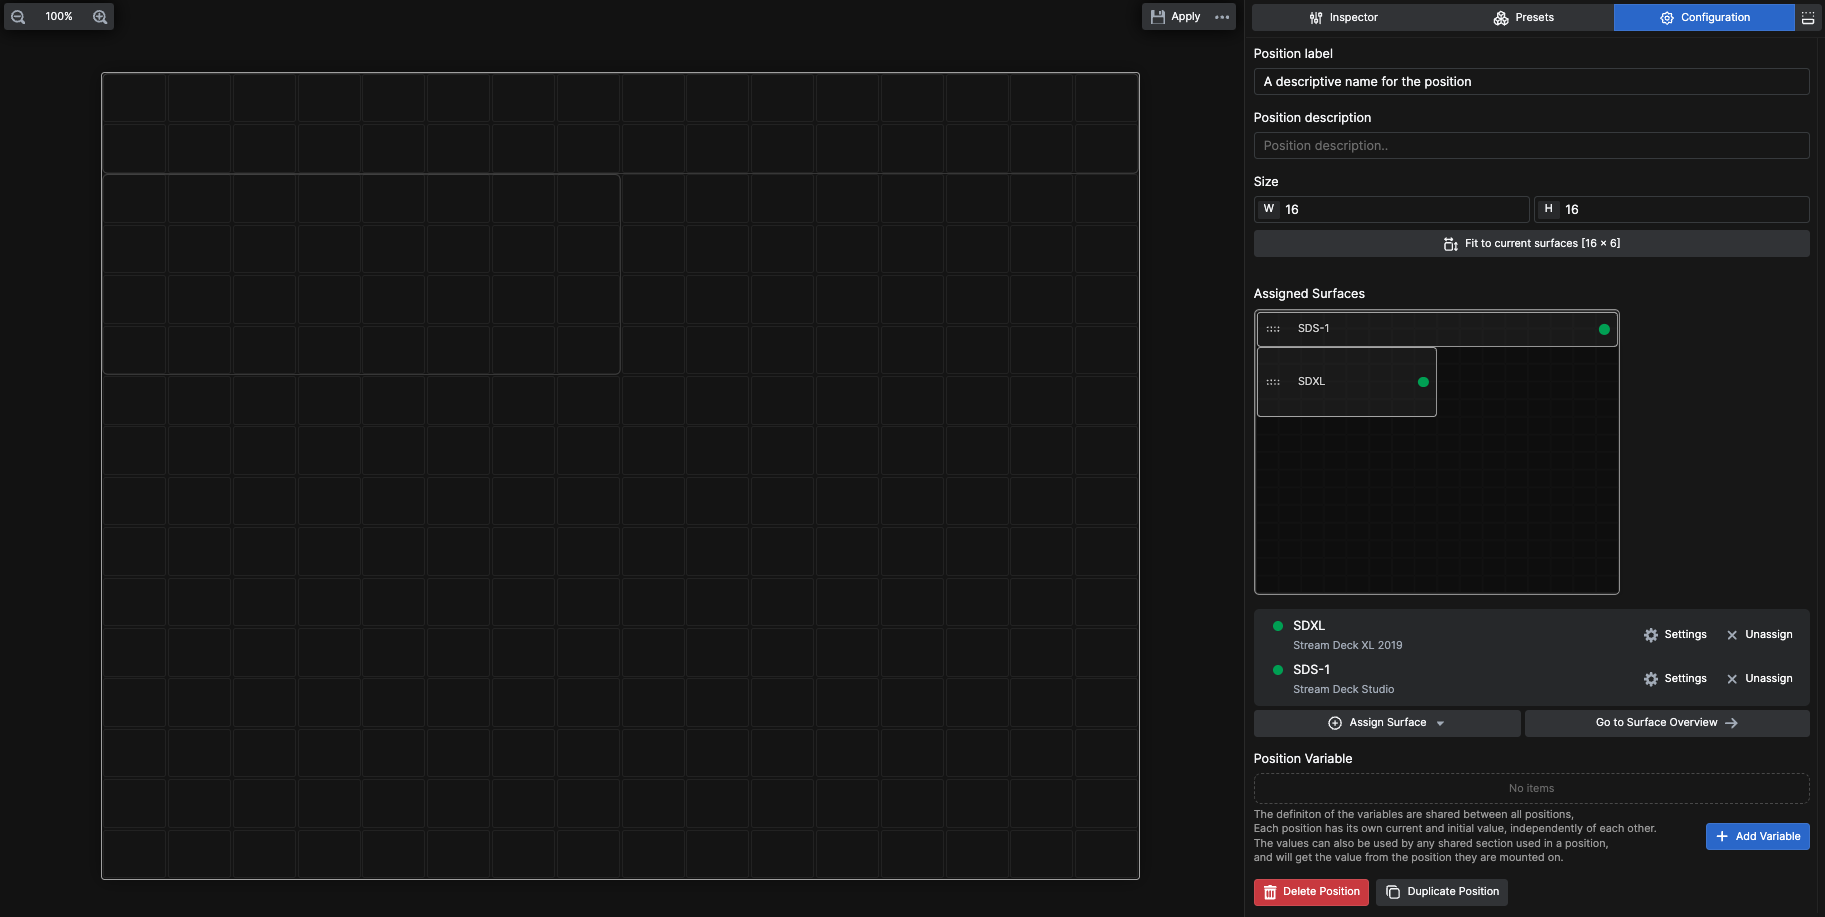 100%
Apply
Inspector
Presets
Configuration
Position label
A descriptive name for the position
Position description
Position description..
Size
W 16
H 16
Fit to current surfaces [16 × 6]
Assigned Surfaces
SDS-1
SDXL
SDXL
Stream Deck XL 2019
Settings
Unassign
SDS-1
Stream Deck Studio
Settings
Unassign
Assign Surface
Go to Surface Overview
Position Variable
No items
The definiton of the variables are shared between all positions,
Each position has its own current and initial value, independently of each other.
The values can also be used by any shared section used in a position,
and will get the value from the position they are mounted on.
Add Variable
Delete Position
Duplicate Position